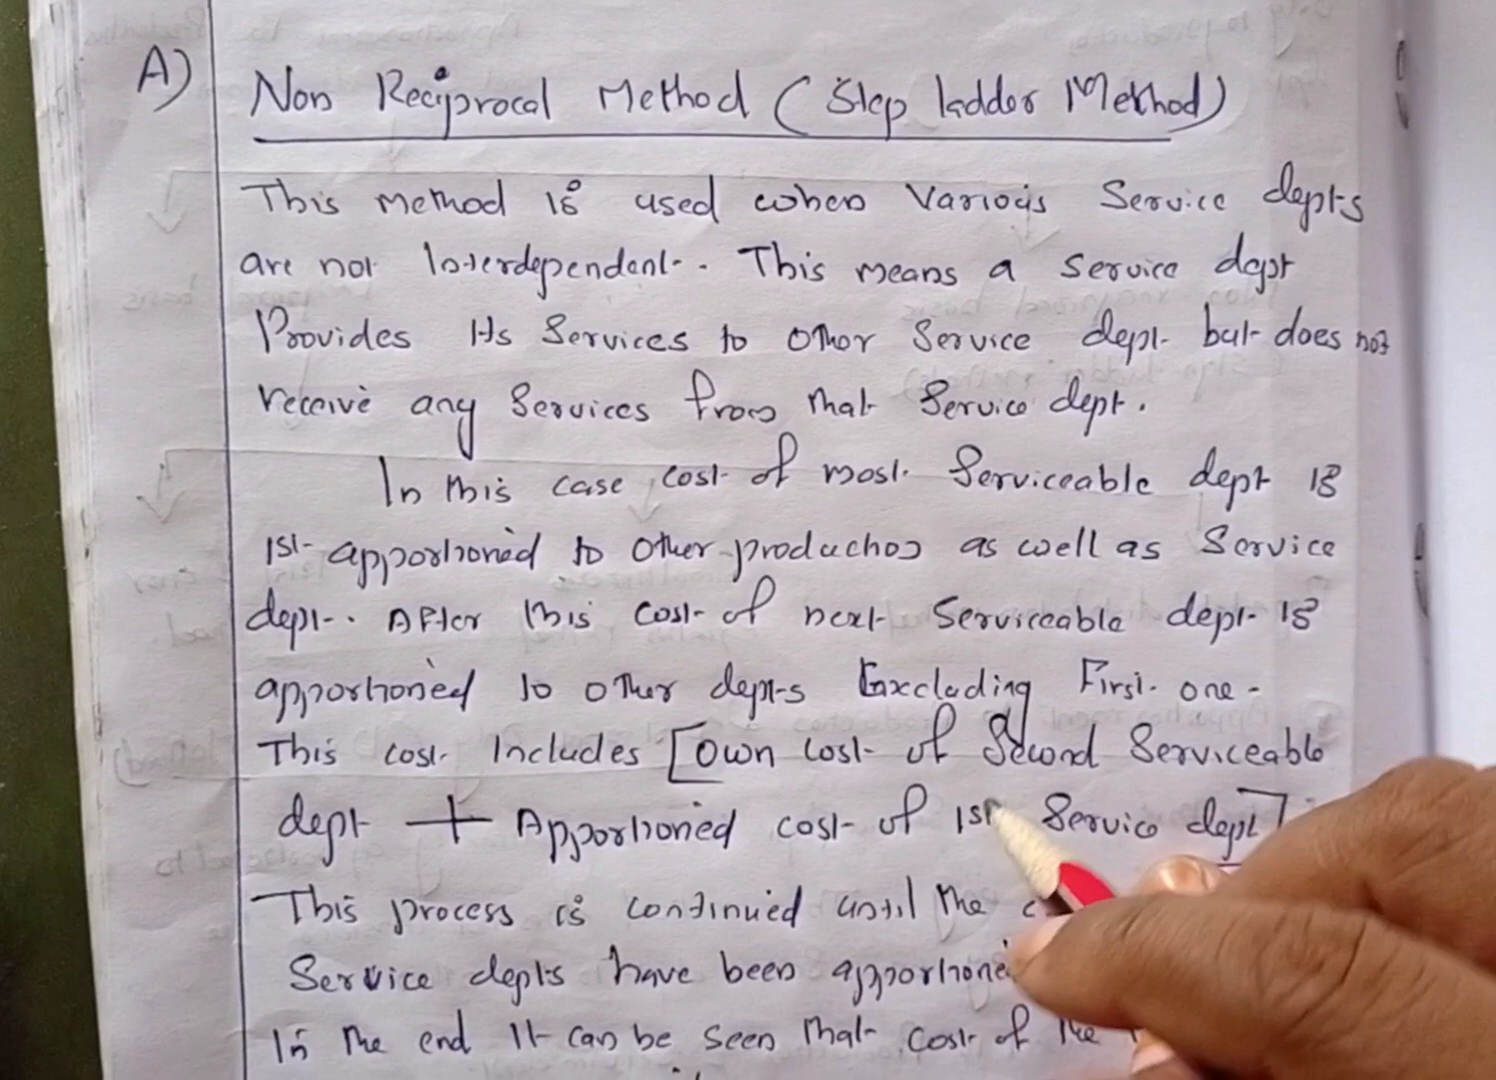 A)
Non Reciprocal Method (Step ladder Method)
This method is used when Various Service depts
are not Interdependent. This means a service dept
Provides Its Services to other Service dept but does not
receive any Services from that Service dept.
In this case cost of most Serviceable dept is
1st apportioned to other production as well as Service
dept. After this cost of next Serviceable dept is
apportioned to other depts Excluding First one.
This cost Includes [Own cost of Second Serviceable
dept + Apportioned cost of 1st Service dept]
This process is continued until the
Service depts have been apportione
In the end It can be seen that cost of the